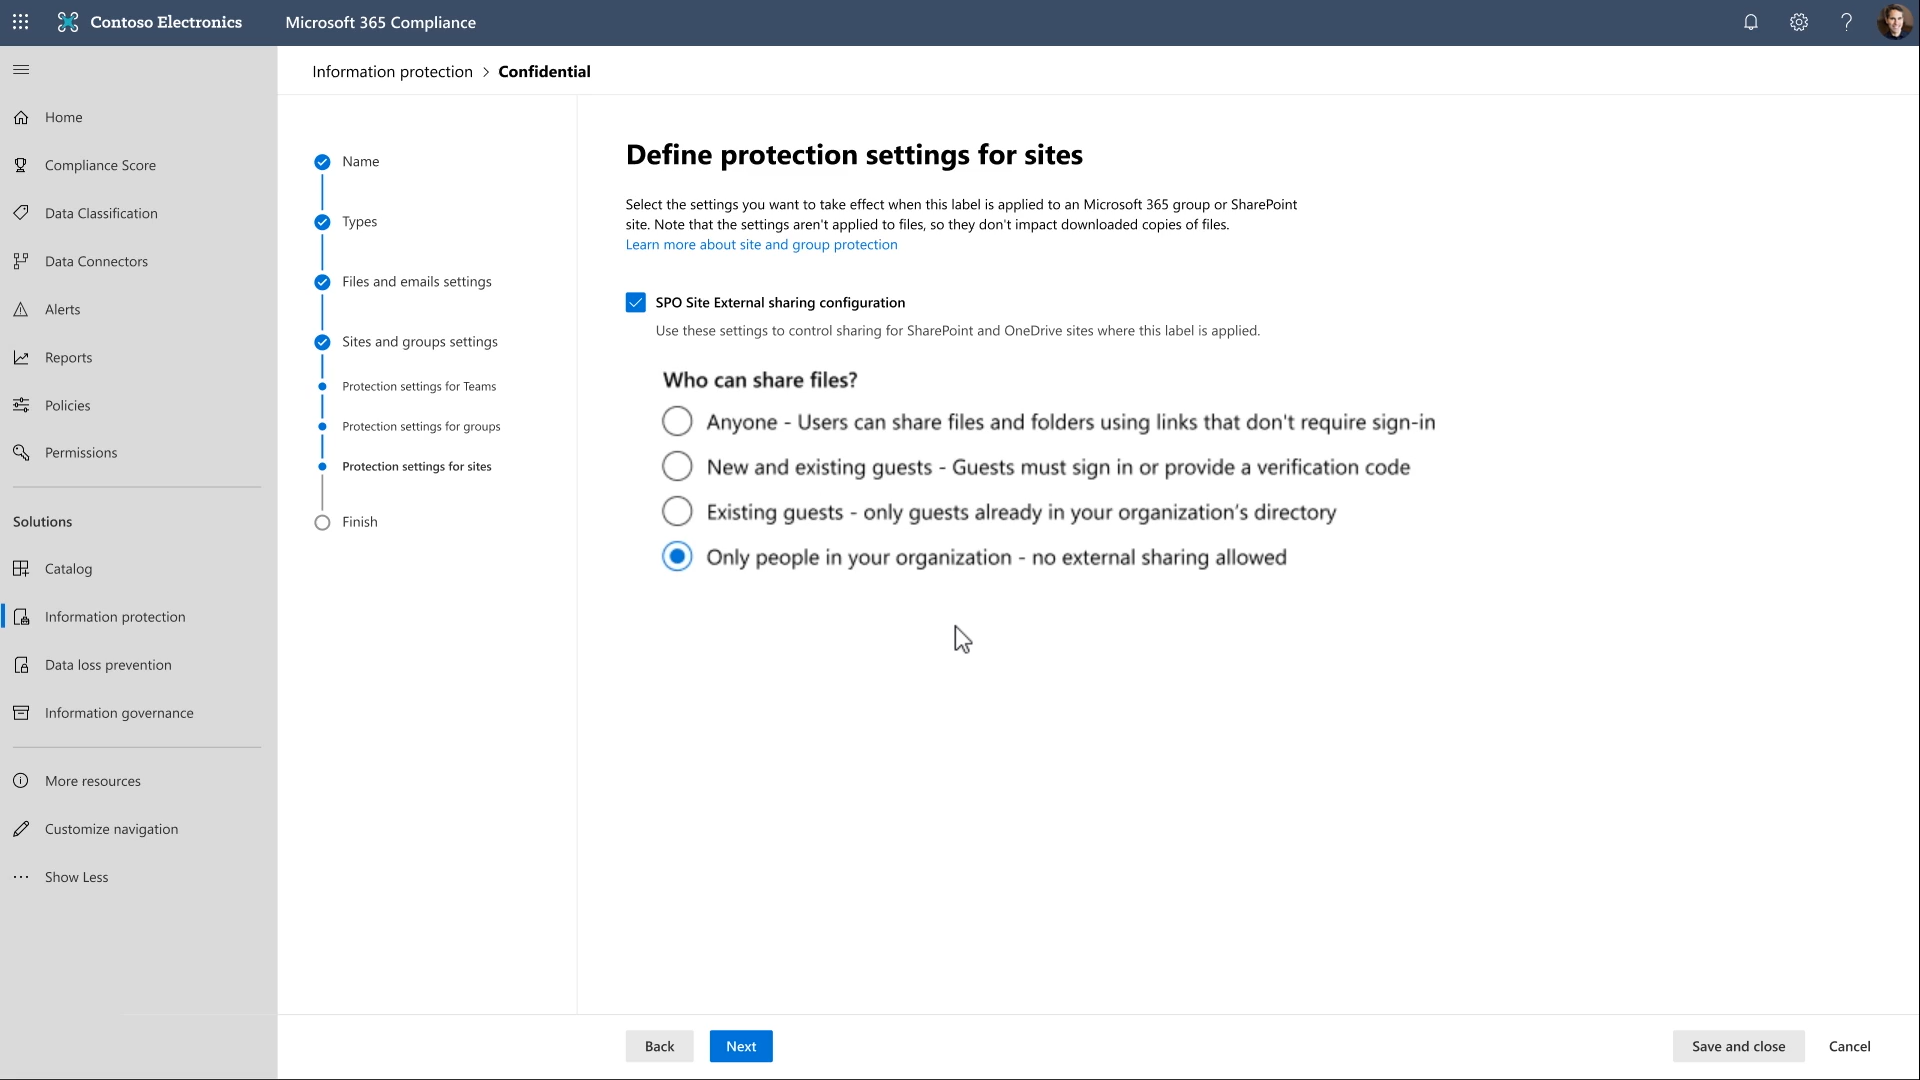 Contoso Electronics
Microsoft 365 Compliance
Home
Compliance Score
Data Classification
Data Connectors
Alerts
Reports
Policies
Permissions
Solutions
Catalog
Information protection
Data loss prevention
Information governance
More resources
Customize navigation
Show Less
Information protection > Confidential
Name
Types
Files and emails settings
Sites and groups settings
Protection settings for Teams
Protection settings for groups
Protection settings for sites
Finish
Define protection settings for sites
Select the settings you want to take effect when this label is applied to an Microsoft 365 group or SharePoint
site. Note that the settings aren't applied to files, so they don't impact downloaded copies of files.
Learn more about site and group protection
SPO Site External sharing configuration
Use these settings to control sharing for SharePoint and OneDrive sites where this label is applied.
Who can share files?
Anyone - Users can share files and folders using links that don't require sign-in
New and existing guests - Guests must sign in or provide a verification code
Existing guests - only guests already in your organization’s directory
Only people in your organization - no external sharing allowed
Back
Next
Save and close
Cancel